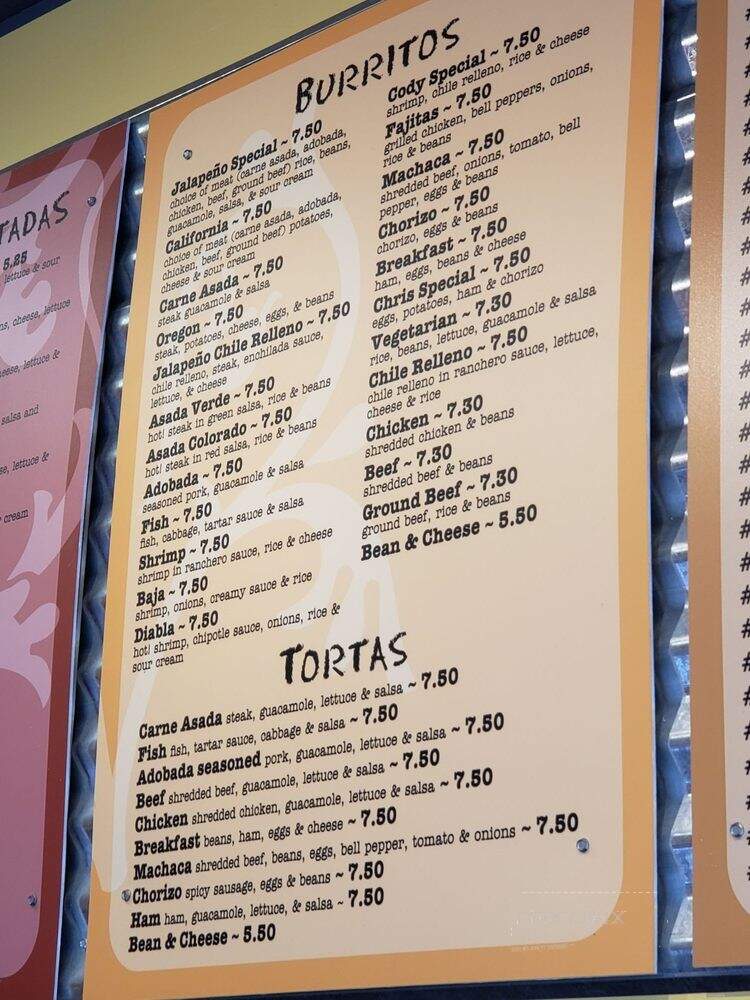 TADAS
5.25
lettuce & sour
ns, cheese, lettuce
eese, lettuce &
salsa and
se, lettuce &
r cream
BURRITOS
Jalapeño Special ~ 7.50
choice of meat (carne asada, adobada,
chicken, beef, ground beef) rice, beans,
guacamole, salsa, & sour cream
California ~ 7.50
choice of meat (carne asada, adobada,
chicken, beef, ground beef) potatoes,
cheese & sour cream
Carne Asada ~ 7.50
steak guacamole & salsa
Oregon ~ 7.50
steak, potatoes, cheese, eggs, & beans
Jalapeño Chile Relleno ~ 7.50
chile relleno, steak, enchilada sauce,
lettuce, & cheese
Asada Verde ~ 7.50
hot! steak in green salsa, rice & beans
Asada Colorado ~ 7.50
hot! steak in red salsa, rice & beans
Adobada ~ 7.50
seasoned pork, guacamole & salsa
Fish ~ 7.50
fish, cabbage, tartar sauce & salsa
Shrimp ~ 7.50
shrimp in ranchero sauce, rice & cheese
Baja ~ 7.50
shrimp, onions, creamy sauce & rice
Diabla ~ 7.50
hot! shrimp, chipotle sauce, onions, rice &
sour cream
Cody Special ~ 7.50
shrimp, chile relleno, rice & cheese
Fajitas ~ 7.50
grilled chicken, bell peppers, onions,
rice & beans
Machaca ~ 7.50
shredded beef, onions, tomato, bell
pepper, eggs & beans
Chorizo ~ 7.50
chorizo, eggs & beans
Breakfast ~ 7.50
ham, eggs, beans & cheese
Chris Special ~ 7.50
eggs, potatoes, ham & chorizo
Vegetarian ~ 7.30
rice, beans, lettuce, guacamole & salsa
Chile Relleno ~ 7.50
chile relleno in ranchero sauce, lettuce,
cheese & rice
Chicken ~ 7.30
shredded chicken & beans
Beef ~ 7.30
shredded beef & beans
Ground Beef ~ 7.30
ground beef, rice & beans
Bean & Cheese ~ 5.50
TORTAS
Carne Asada steak, guacamole, lettuce & salsa ~ 7.50
Fish fish, tartar sauce, cabbage & salsa ~ 7.50
Adobada seasoned pork, guacamole, lettuce & salsa ~ 7.50
Beef shredded beef, guacamole, lettuce & salsa ~ 7.50
Chicken shredded chicken, guacamole, lettuce & salsa ~ 7.50
Breakfast beans, ham, eggs & cheese ~ 7.50
Machaca shredded beef, beans, eggs, bell pepper, tomato & onions ~ 7.50
Chorizo spicy sausage, eggs & beans ~ 7.50
Ham ham, guacamole, lettuce, & salsa ~ 7.50
Bean & Cheese ~ 5.50